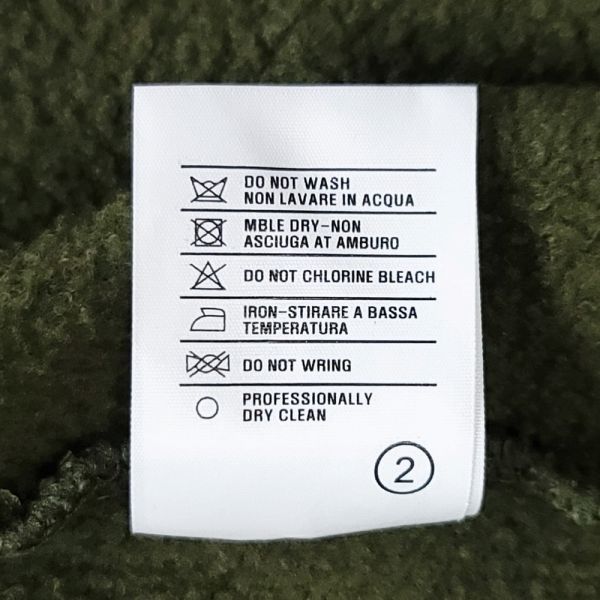 DO NOT WASH
NON LAVARE IN ACQUA
MBLE DRY-NON
ASCIUGA AT AMBURO
DO NOT CHLORINE BLEACH
IRON-STIRARE A BASSA
TEMPERATURA
DO NOT WRING
PROFESSIONALLY
DRY CLEAN
2